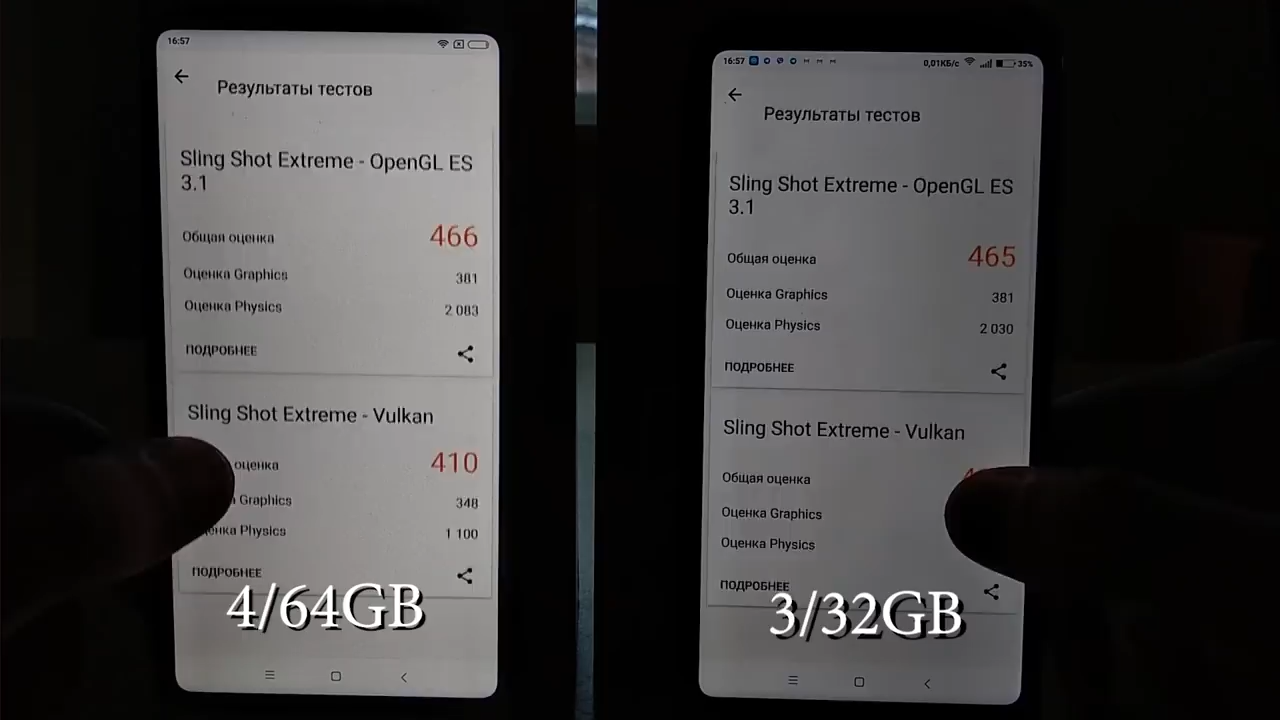 16:57
Результаты тестов
Sling Shot Extreme - OpenGL ES
3.1
Общая оценка 466
Оценка Graphics 381
Оценка Physics 2 083
ПОДРОБНЕЕ
Sling Shot Extreme - Vulkan
оценка 410
Graphics 348
Physics 1 100
ПОДРОБНЕЕ
4/64GB
16:57 0,01КБ/с 35%
Результаты тестов
Sling Shot Extreme - OpenGL ES
3.1
Общая оценка 465
Оценка Graphics 381
Оценка Physics 2 030
ПОДРОБНЕЕ
Sling Shot Extreme - Vulkan
Общая оценка
Оценка Graphics
Оценка Physics
ПОДРОБНЕЕ
3/32GB